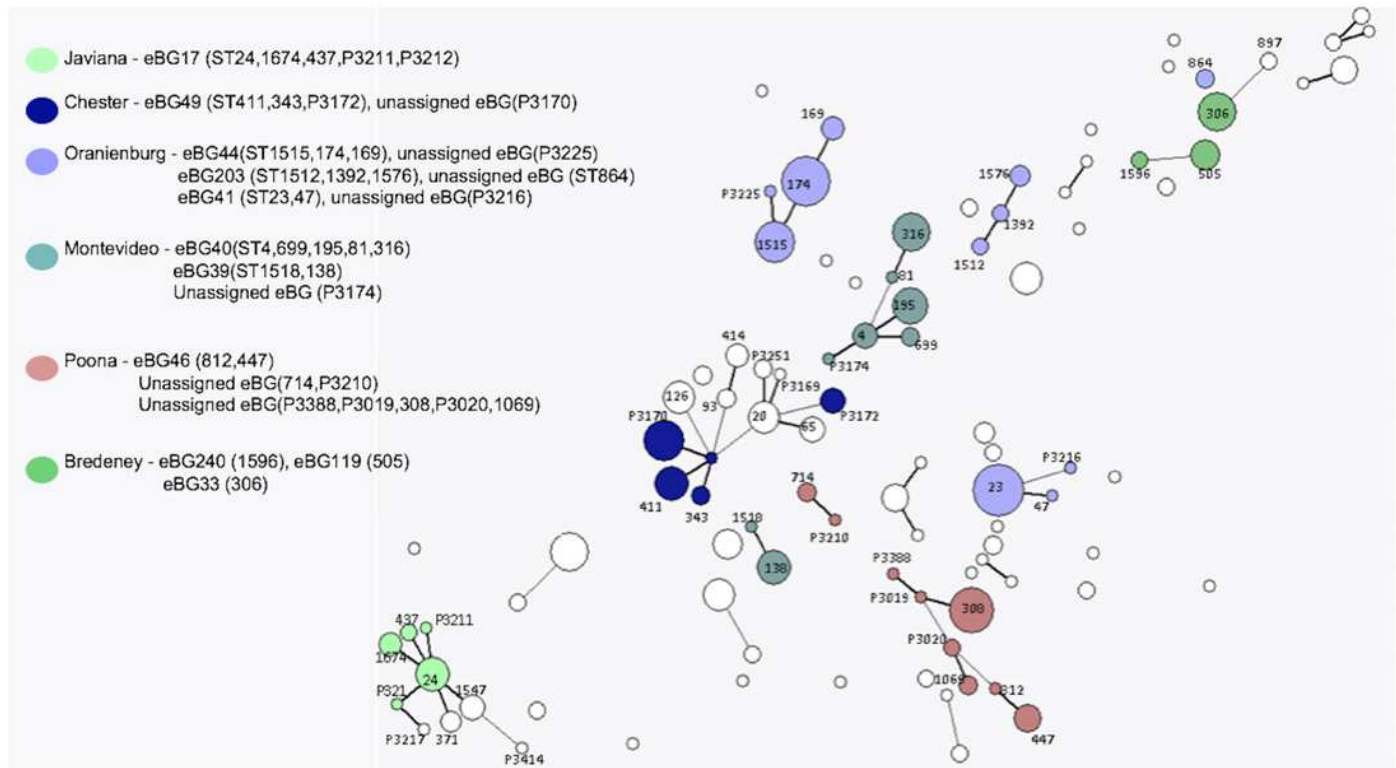 Javiana - eBG17 (ST24,1674,437,P3211,P3212)
Chester - eBG49 (ST411,343,P3172), unassigned eBG(P3170)
Oranienburg - eBG44(ST1515,174,169), unassigned eBG(P3225)
eBG203 (ST1512,1392,1576), unassigned eBG (ST864)
eBG41 (ST23,47), unassigned eBG(P3216)
Montevideo - eBG40(ST4,699,195,81,316)
eBG39(ST1518,138)
Unassigned eBG (P3174)
Poona - eBG46 (812,447)
Unassigned eBG(714,P3210)
Unassigned eBG(P3388,P3019,308,P3020,1069)
Bredeney - eBG240 (1596), eBG119 (505)
eBG33 (306)
897
864
306
1596
505
169
174
P3225
1515
1576
1392
1512
316
81
195
4
699
P3174
414
P3251
P3169
126
93
20
65
P3172
P3170
411
343
714
P3210
1518
138
P3216
23
47
P3388
P3019
308
P3020
1069
812
447
437
P3211
1674
24
P321
1547
P3217
371
P3414